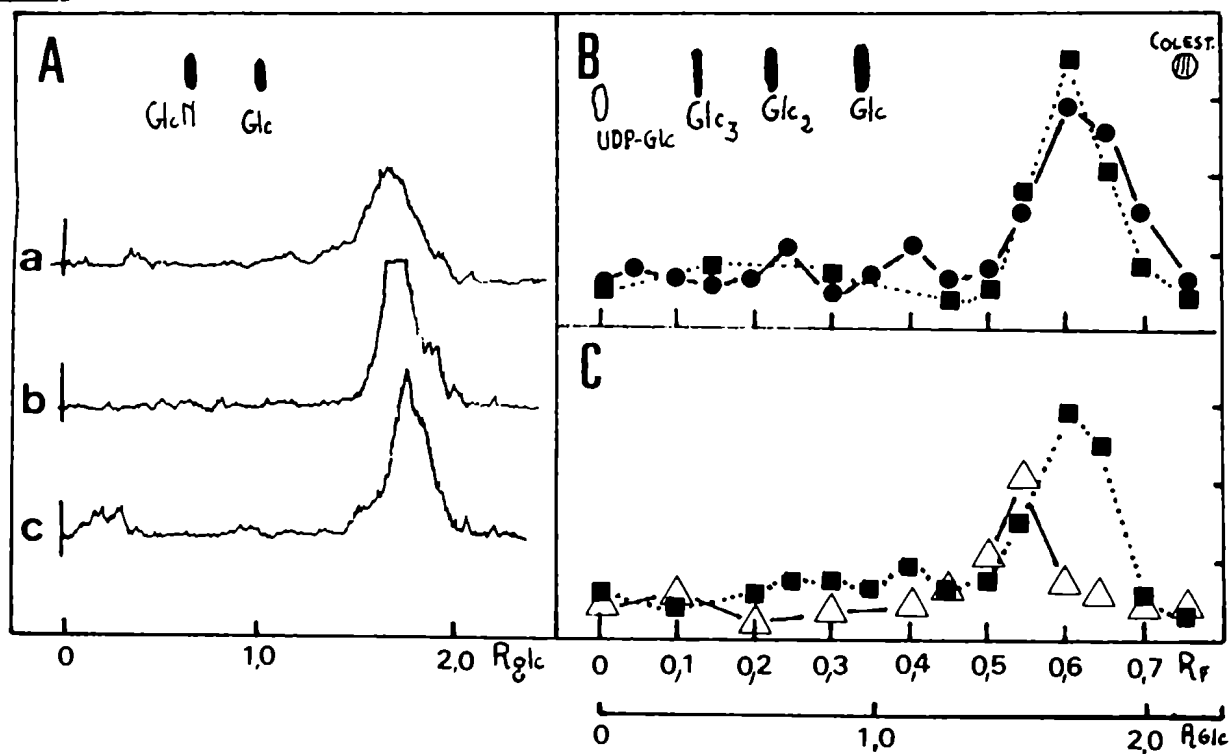 A
GlcN Glc
a
b
c
0 1,0 2,0 Rglc
B
COLEST.
UDP-Glc Glc3 Glc2 Glc
C
0 0,1 0,2 0,3 0,4 0,5 0,6 0,7 RF
0 1,0 2,0 RGlc